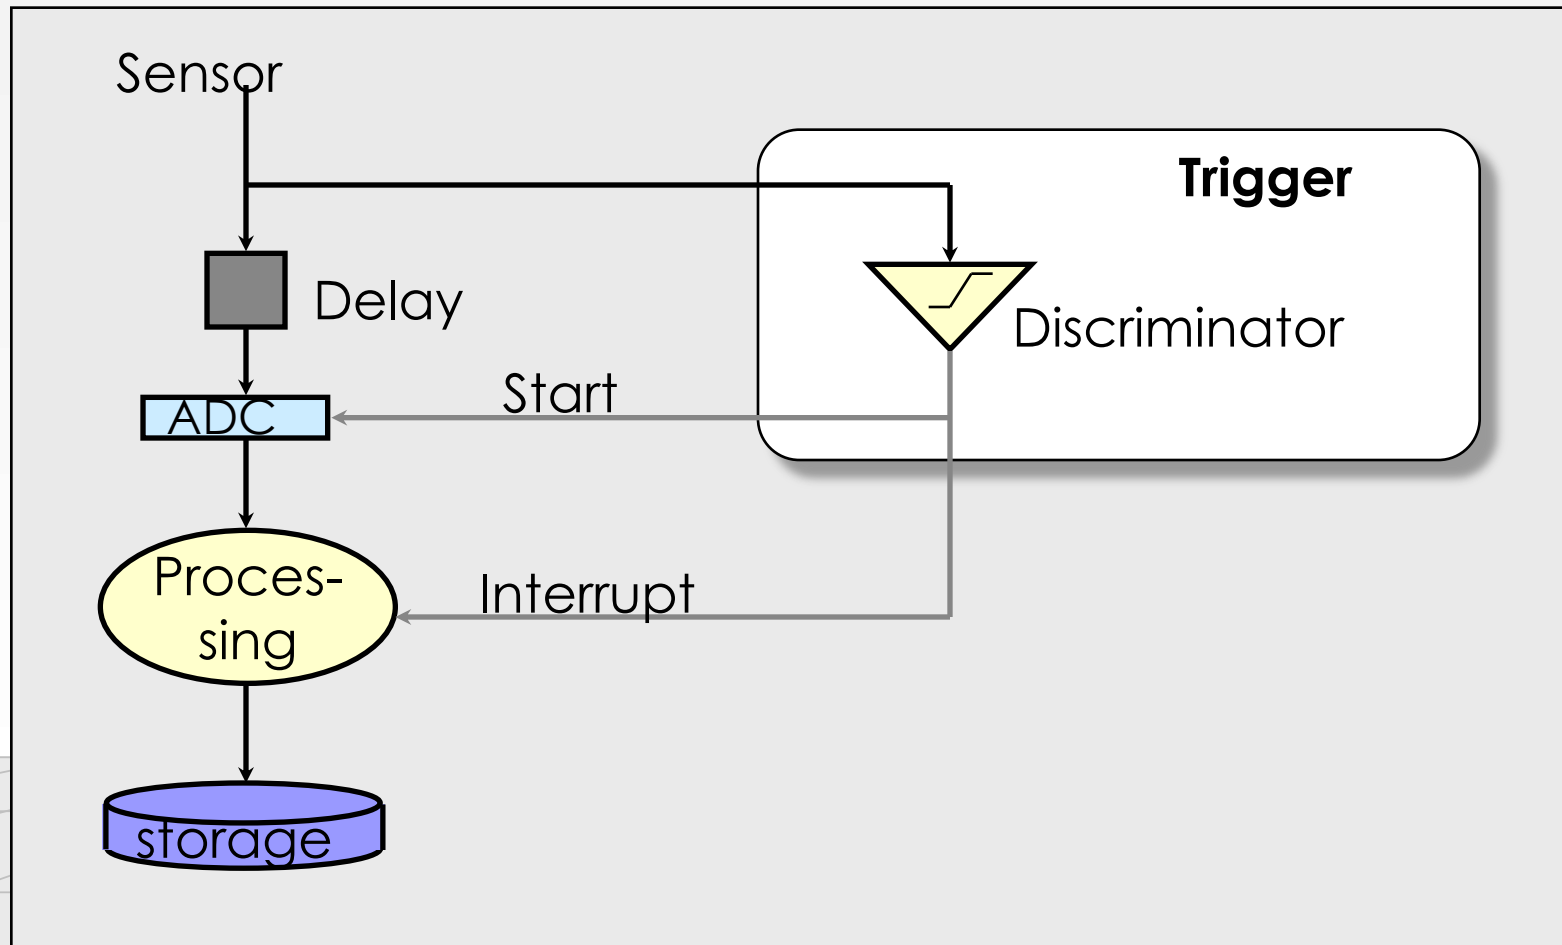 Sensor
Trigger
Delay
Discriminator
Start
ADC
Proces-
sing
Interrupt
storage